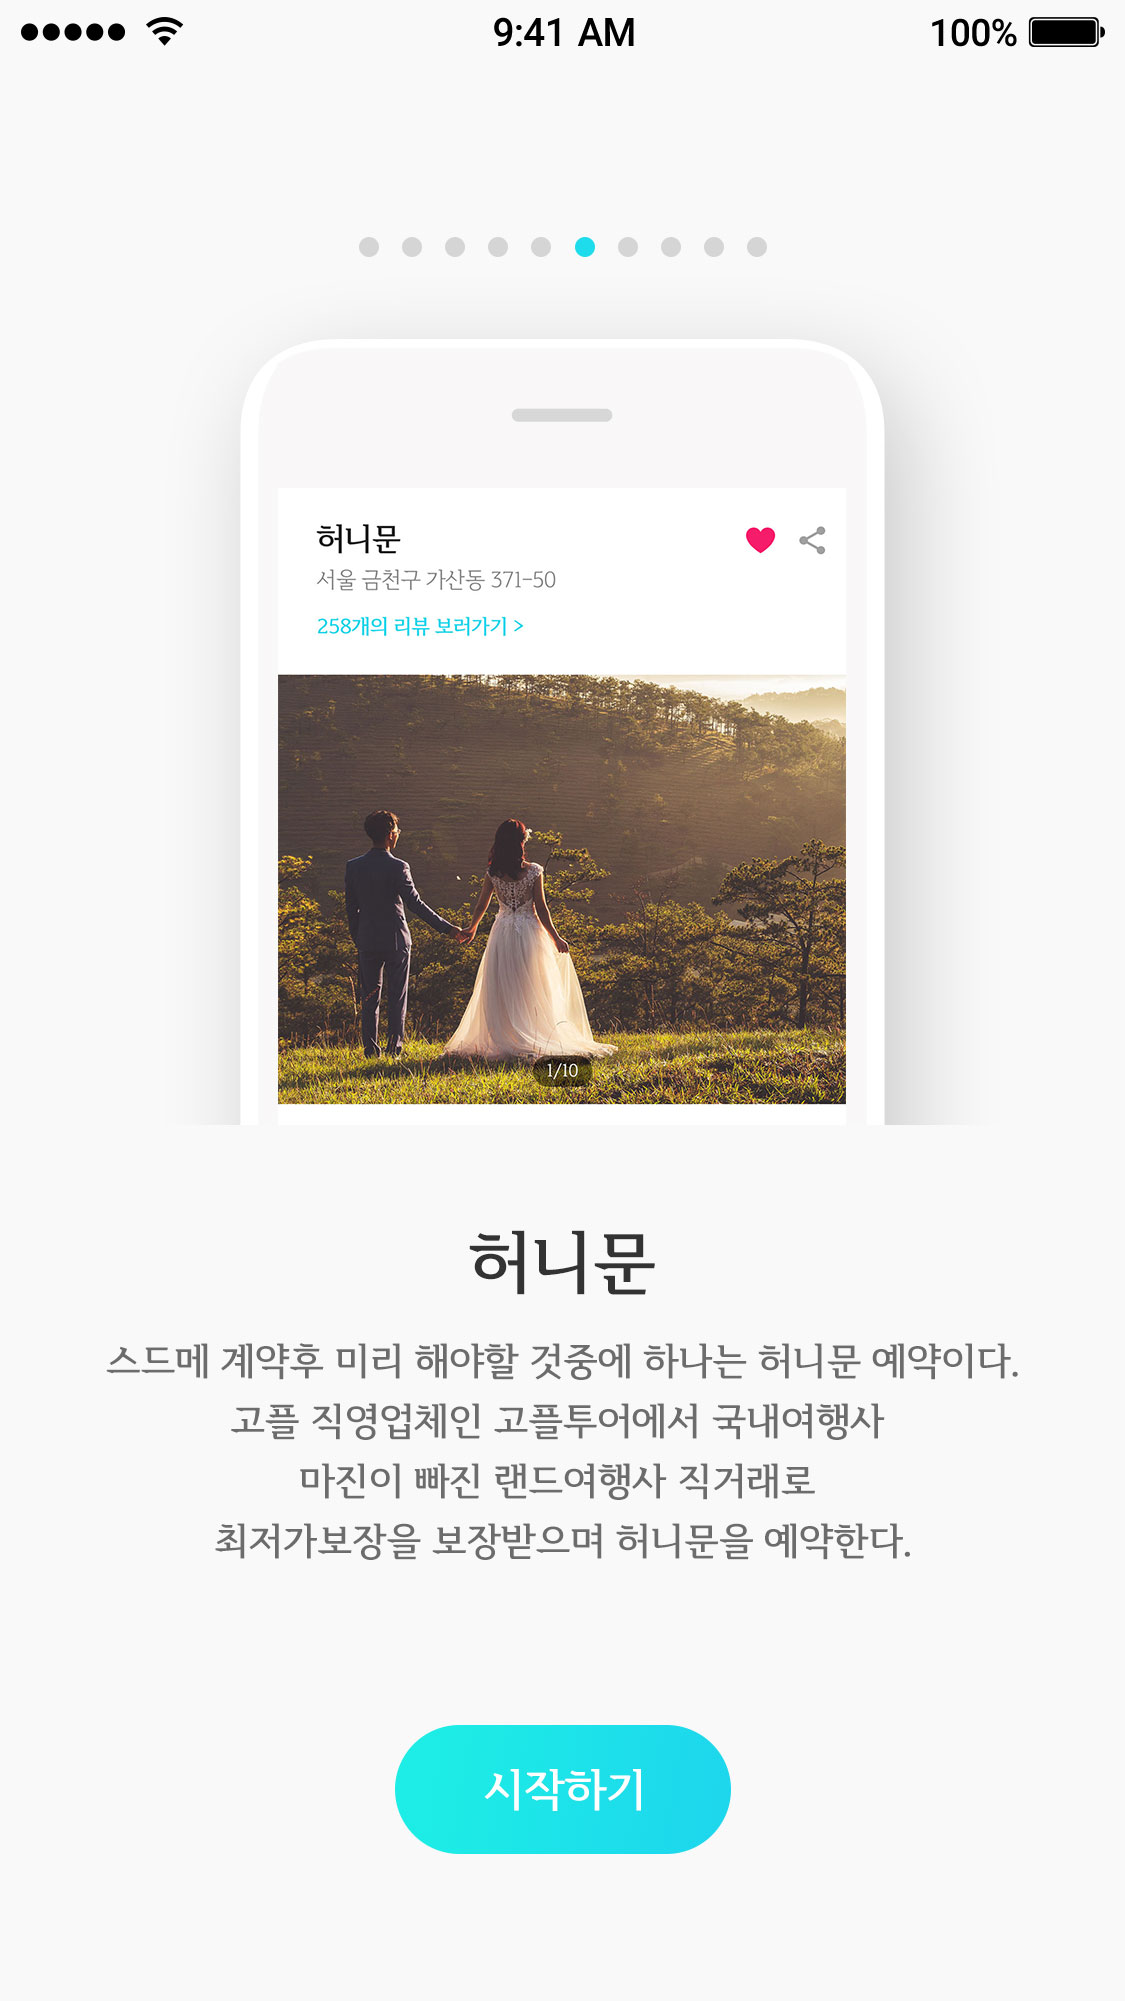 9:41 AM
100%
허니문
서울 금천구 가산동 371-50
258개의 리뷰 보러가기 >
1/10
허니문
스드메 계약후 미리 해야할 것중에 하나는 허니문 예약이다.
고플 직영업체인 고플투어에서 국내여행사
마진이 빠진 랜드여행사 직거래로
최저가보장을 보장받으며 허니문을 예약한다.
시작하기